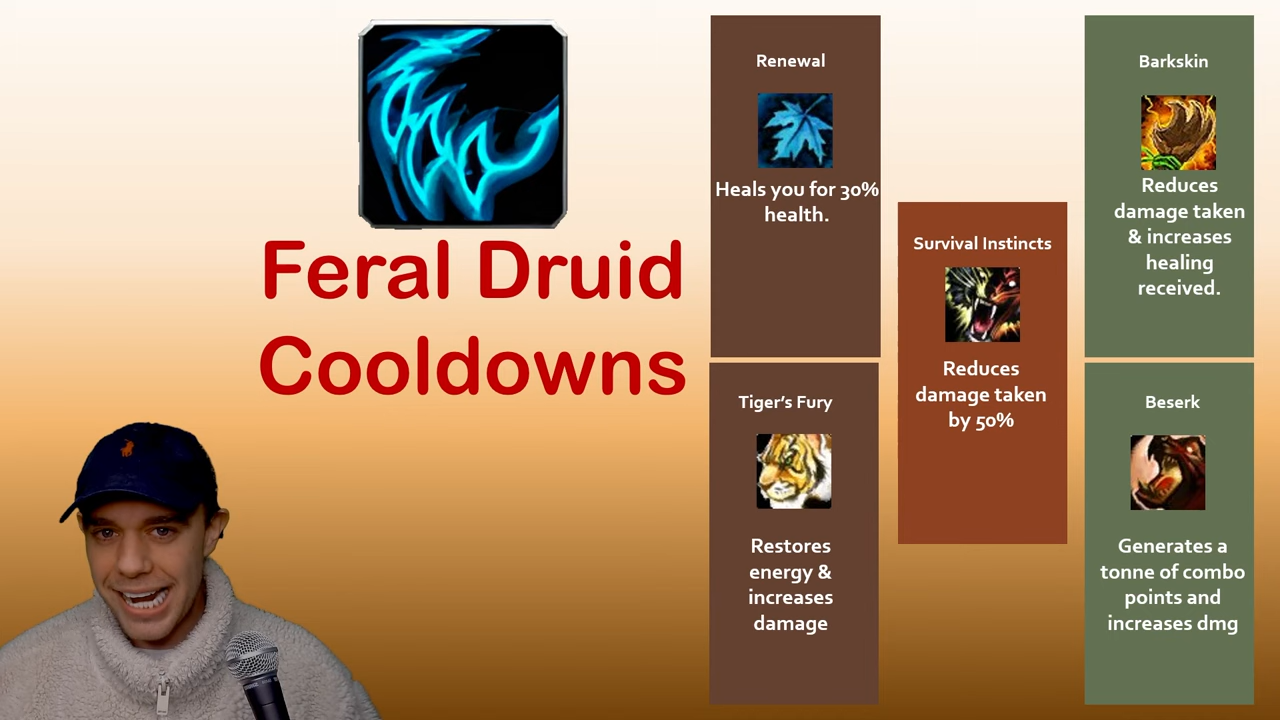 Feral Druid
Cooldowns
Renewal
Heals you for 30%
health.
Tiger's Fury
Restores
energy &
increases
damage
Survival Instincts
Reduces
damage taken
by 50%
Barkskin
Reduces
damage taken
& increases
healing
received.
Beserk
Generates a
tonne of combo
points and
increases dmg